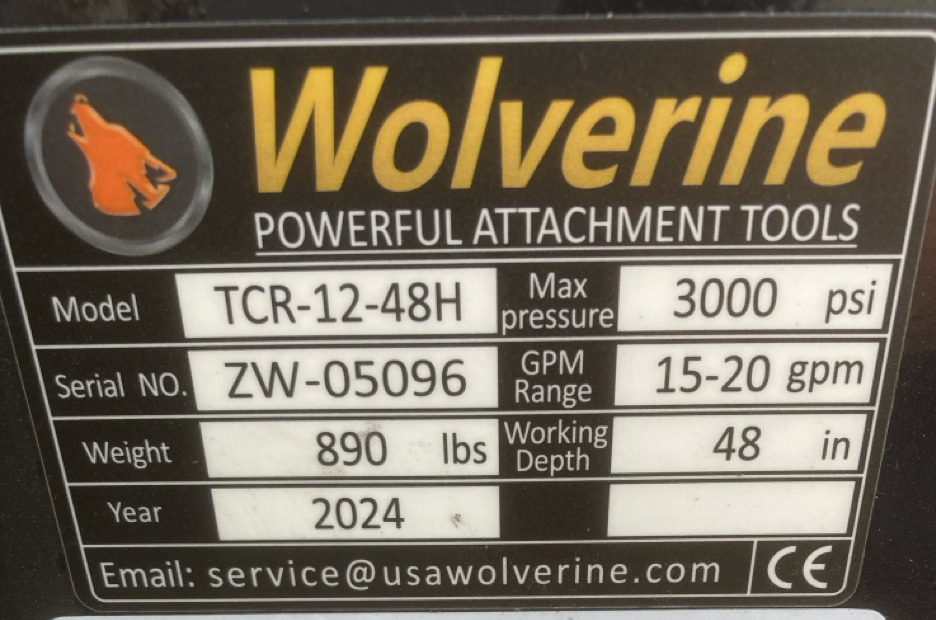 Wolverine
POWERFUL ATTACHMENT TOOLS
Model TCR-12-48H Max pressure 3000 psi
Serial NO. ZW-05096 GPM Range 15-20 gpm
Weight 890 lbs Working Depth 48 in
Year 2024
Email: service@usawolverine.com CE